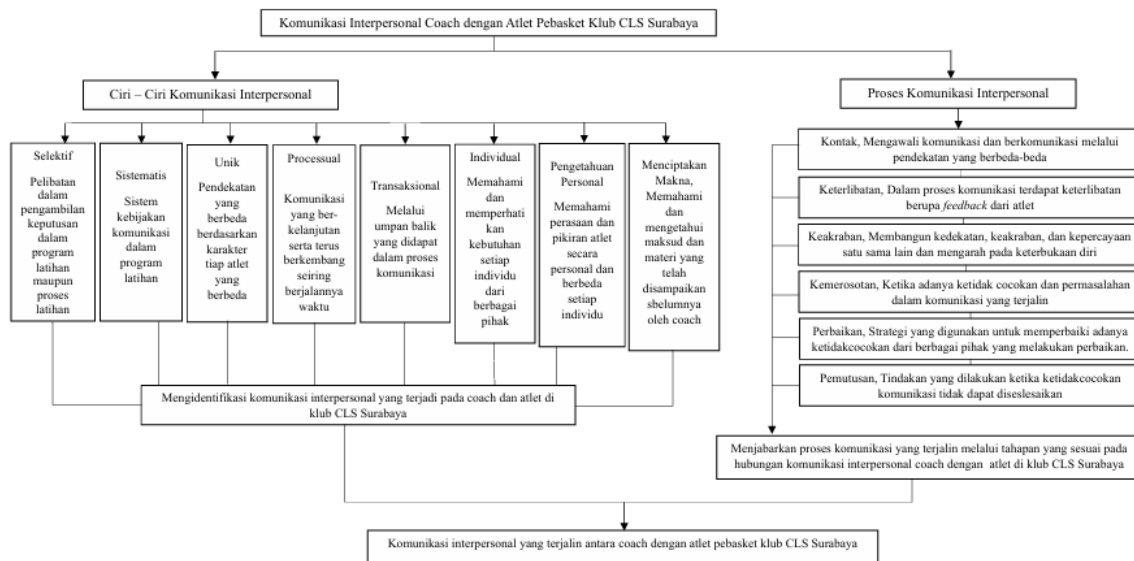 Komunikasi Interpersonal Coach dengan Atlet Pebasket Klub CLS Surabaya
Ciri – Ciri Komunikasi Interpersonal
Proses Komunikasi Interpersonal
Selektif
Pelibatan
dalam
pengambilan
keputusan
dalam
program
latihan
maupun
proses
latihan
Sistematis
Sistem
kebijakan
komunikasi
dalam
program
latihan
Unik
Pendekatan
yang
berbeda
berdasarkan
karakter
tiap atlet
yang
berbeda
Processual
Komunikasi
yang ber-
kelanjutan
serta terus
berkembang
seiring
berjalannya
waktu
Transaksional
Melalui
umpan balik
yang didapat
dalam proses
komunikasi
Individual
Memahami
dan
memperhati
kan
kebutuhan
setiap
individu
dari
berbagai
pihak
Pengetahuan
Personal
Memahami
perasaan dan
pikiran atlet
secara
personal dan
berbeda
setiap
individu
Menciptakan
Makna,
Memahami
dan
mengetahui
maksud dan
materi yang
telah
disampaikan
sbelumnya
oleh coach
Kontak, Mengawali komunikasi dan berkomunikasi melalui
pendekatan yang berbeda-beda
Keterlibatan, Dalam proses komunikasi terdapat keterlibatan
berupa feedback dari atlet
Keakraban, Membangun kedekatan, keakraban, dan kepercayaan
satu sama lain dan mengarah pada keterbukaan diri
Kemerosotan, Ketika adanya ketidak cocokan dan permasalahan
dalam komunikasi yang terjalin
Perbaikan, Strategi yang digunakan untuk memperbaiki adanya
ketidakcocokan dari berbagai pihak yang melakukan perbaikan.
Pemutusan, Tindakan yang dilakukan ketika ketidakcocokan
komunikasi tidak dapat diseslesaikan
Mengidentifikasi komunikasi interpersonal yang terjadi pada coach dan atlet di
klub CLS Surabaya
Menjabarkan proses komunikasi yang terjalin melalui tahapan yang sesuai pada
hubungan komunikasi interpersonal coach dengan atlet di klub CLS Surabaya
Komunikasi interpersonal yang terjalin antara coach dengan atlet pebasket klub CLS Surabaya